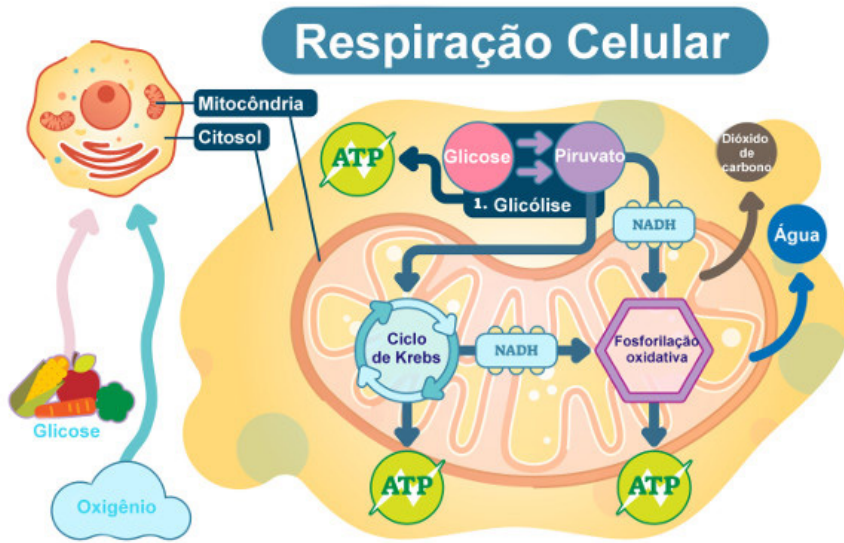 Respiração Celular
Mitocôndria
Citosol
ATP
Glicose
Piruvato
1. Glicólise
Dióxido
de
carbono
NADH
Água
Ciclo
de Krebs
NADH
Fosforilação
oxidativa
Glicose
Oxigênio
ATP
ATP